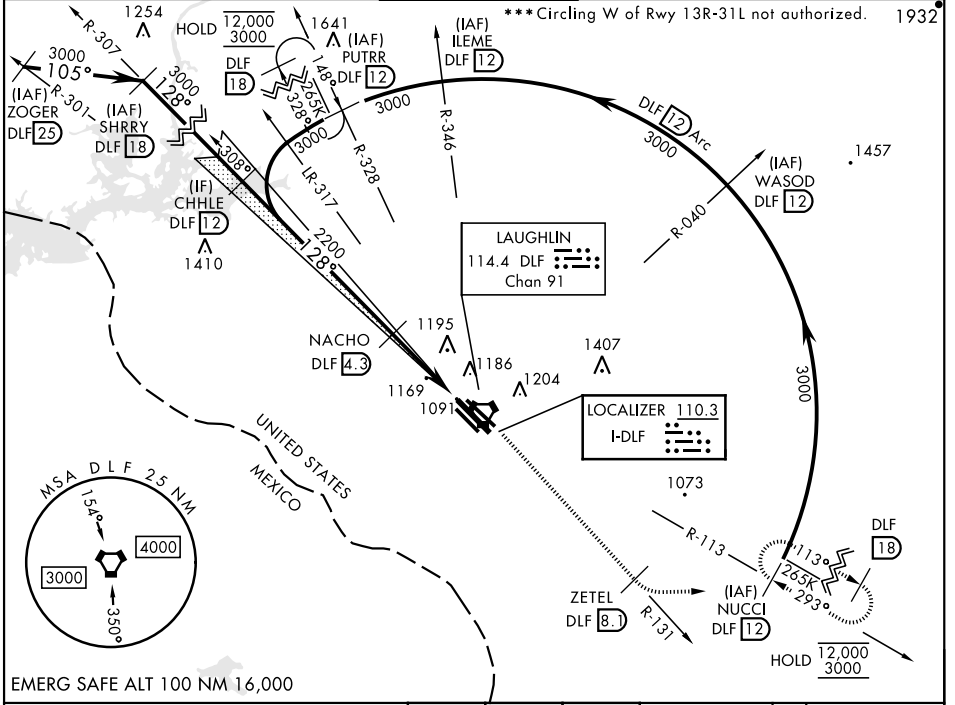 ***Circling W of Rwy 13R-31L not authorized.
1932
1254
R-307
HOLD
12,000
3000
1641
(IAF)
PUTRR
DLF 12
(IAF)
ILEME
DLF 12
DLF
18
3000
105°
R-301
(IAF)
ZOGER
DLF 25
3000
128°
(IAF)
SHRRY
DLF 18
148°
265K
328°
3000
3000
R-328
R-346
LR-317
308°
(IF)
CHHLE
DLF 12
1410
2200
128°
DLF 12 Arc
3000
1457
(IAF)
WASOD
DLF 12
R-040
LAUGHLIN
114.4 DLF
Chan 91
NACHO
DLF 4.3
1195
1186
1204
1407
1169
1091
3000
LOCALIZER 110.3
I-DLF
1073
UNITED STATES
MEXICO
MSA DLF 25 NM
154°
4000
3000
350°
R-113
DLF
18
113°
265K
293°
(IAF)
NUCCI
DLF 12
ZETEL
DLF 8.1
R-131
HOLD
12,000
3000
EMERG SAFE ALT 100 NM 16,000